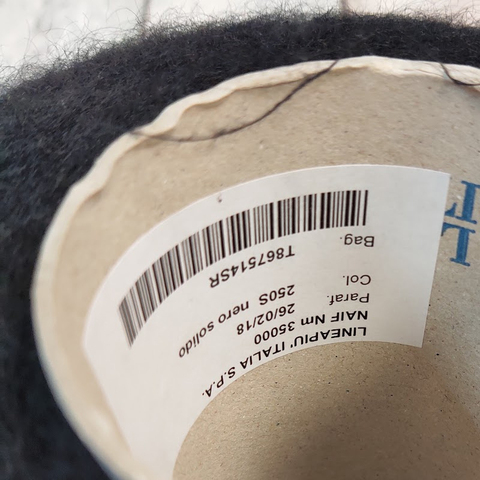 LINEAPIU' ITALIA S.P.A.
NAIF Nm 35000
Paraf. 26/02/18
Col. 250S nero solido
Bag. T867514SR